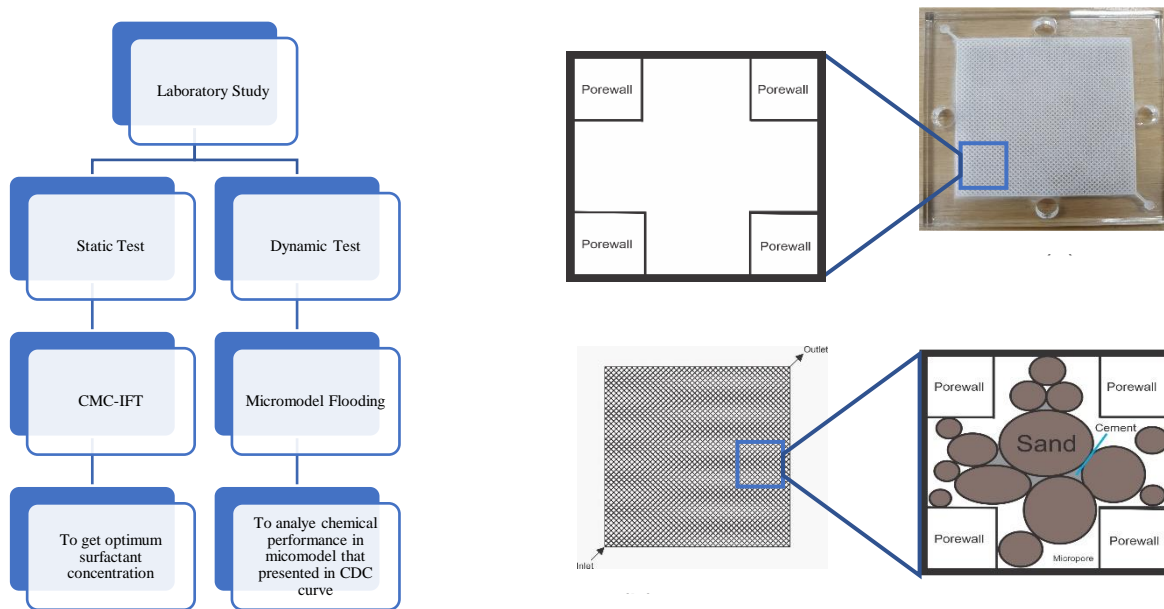 Laboratory Study
Static Test
Dynamic Test
CMC-IFT
Micromodel Flooding
To get optimum
surfactant
concentration
To analye chemical
performance in
micomodel that
presented in CDC
curve
Porewall
Porewall
Porewall
Porewall
Outlet
Inlet
Porewall
Porewall
Cement
Sand
Porewall
Porewall
Micropore